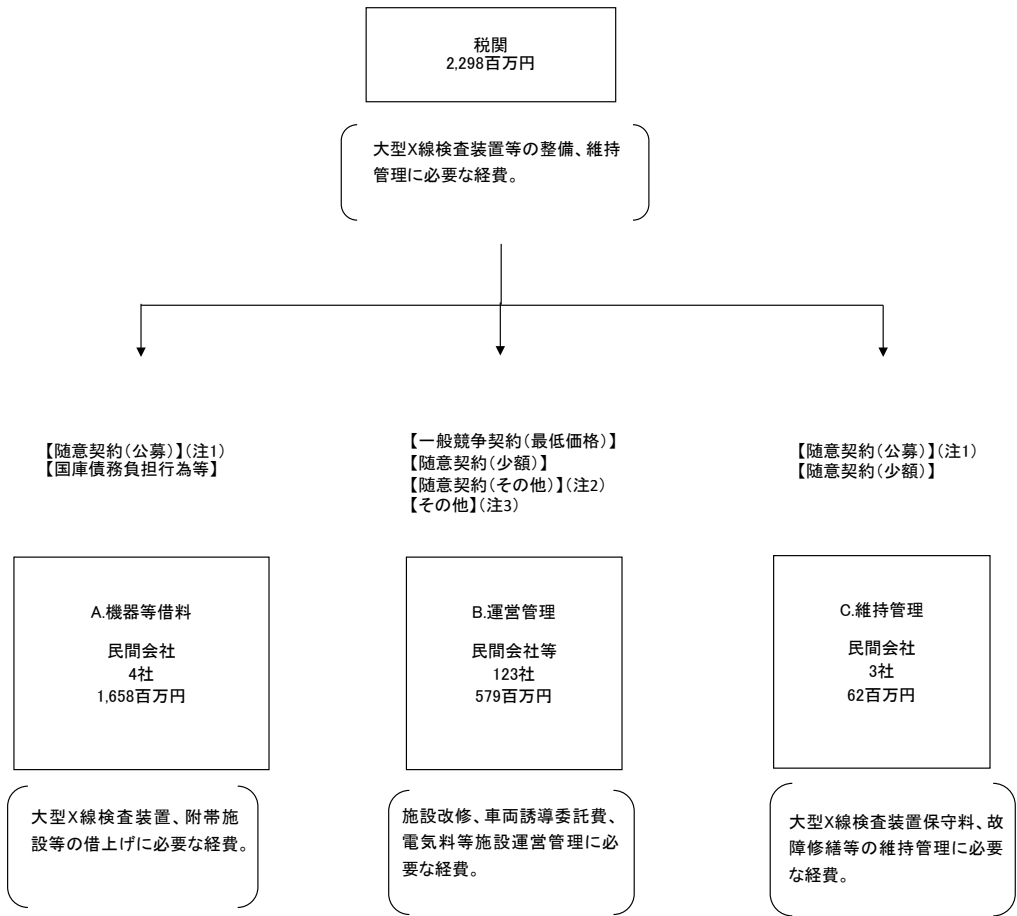 税関
2,298百万円
大型X線検査装置等の整備、維持
管理に必要な経費。
【随意契約(公募)】(注1)
【国庫債務負担行為等】
【一般競争契約(最低価格)】
【随意契約(少額)】
【随意契約(その他)】(注2)
【その他】(注3)
【随意契約(公募)】(注1)
【随意契約(少額)】
A.機器等借料
民間会社
4社
1,658百万円
B.運営管理
民間会社等
123社
579百万円
C.維持管理
民間会社
3社
62百万円
大型X線検査装置、附帯施
設等の借上げに必要な経費。
施設改修、車両誘導委託費、
電気料等施設運営管理に必
要な経費。
大型X線検査装置保守料、故
障修繕等の維持管理に必要
な経費。